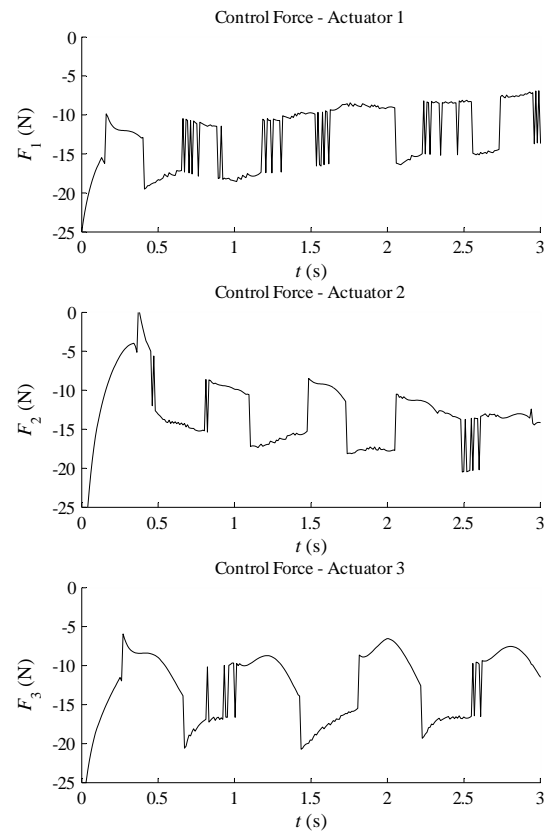 Control Force - Actuator 1
0
-5
-10
-15
-20
-25
F1 (N)
0 0.5 1 1.5 2 2.5 3
t (s)
Control Force - Actuator 2
0
-5
-10
-15
-20
-25
F2 (N)
0 0.5 1 1.5 2 2.5 3
t (s)
Control Force - Actuator 3
0
-5
-10
-15
-20
-25
F3 (N)
0 0.5 1 1.5 2 2.5 3
t (s)